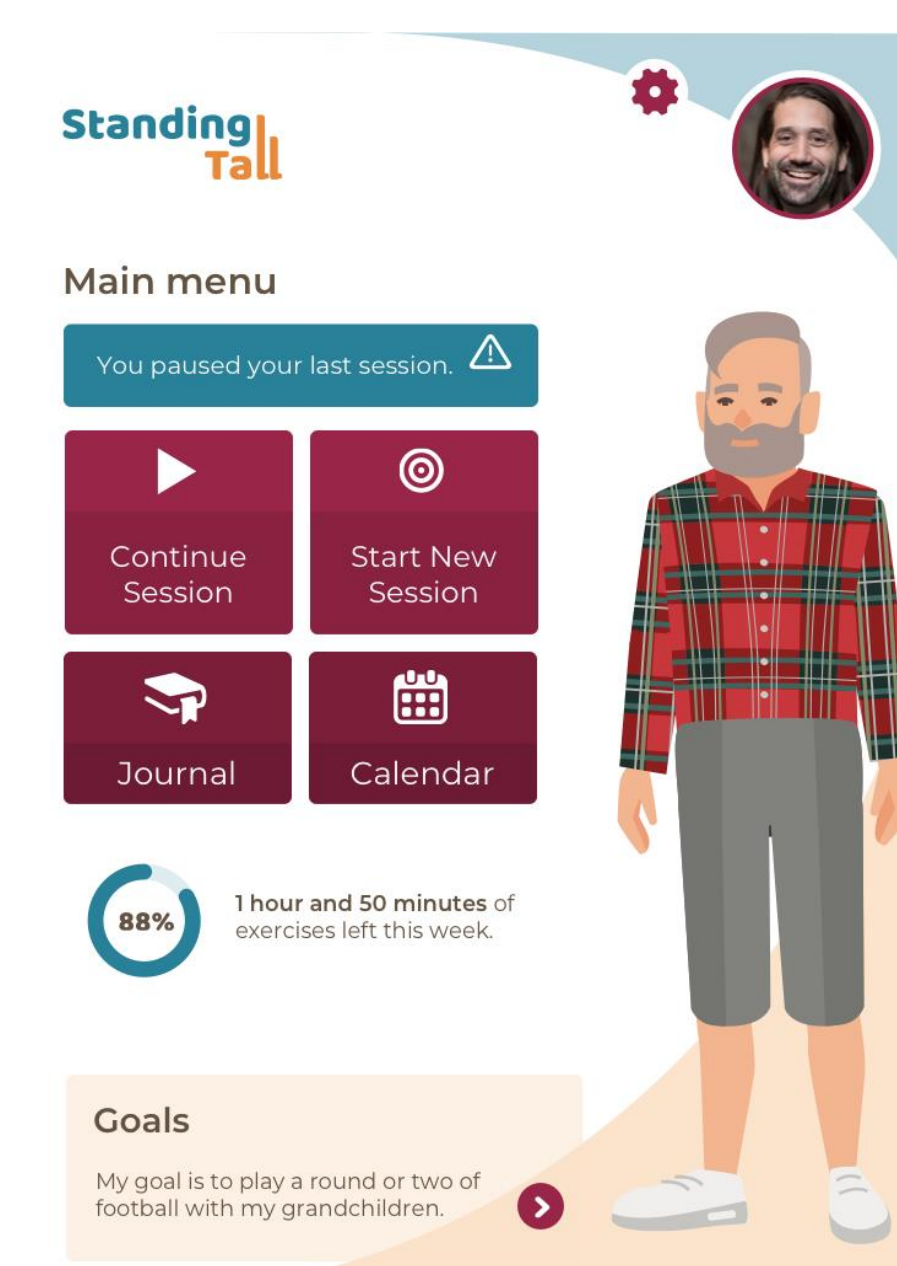 Standing
Tall
Main menu
You paused your last session.
Continue
Session
Start New
Session
Journal
Calendar
88%
1 hour and 50 minutes of
exercises left this week.
Goals
My goal is to play a round or two of
football with my grandchildren.